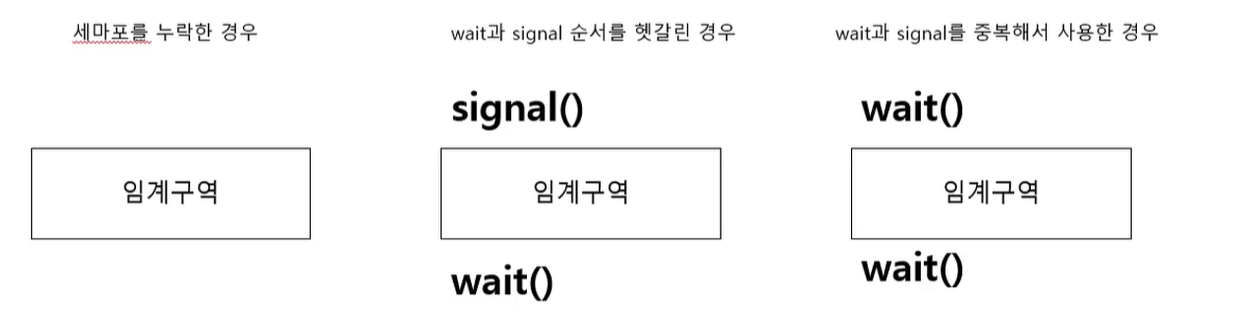 세마포를 누락한 경우
wait과 signal 순서를 헷갈린 경우
wait과 signal를 중복해서 사용한 경우
signal()
wait()
임계구역
임계구역
임계구역
wait()
wait()